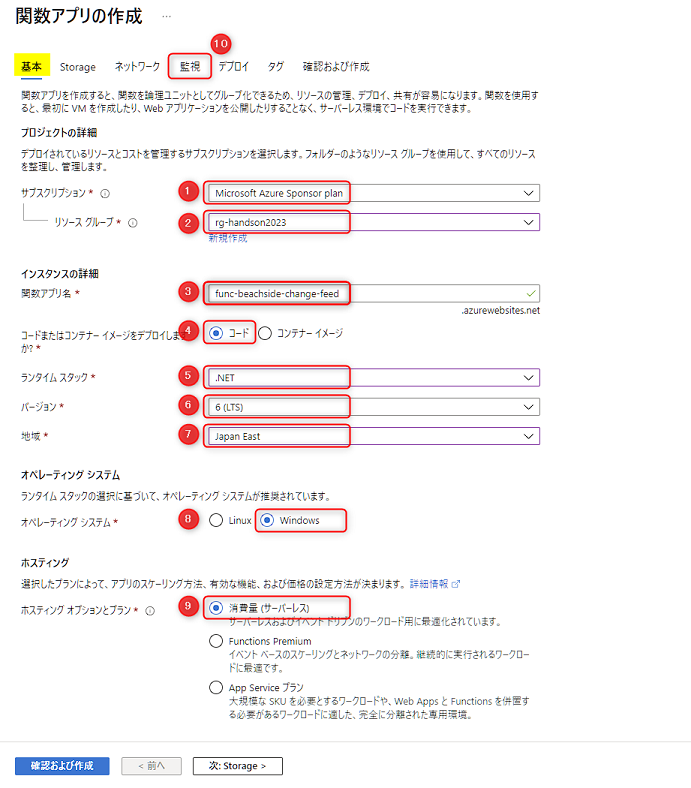 関数アプリの作成 ...
10
基本 Storage ネットワーク 監視 デプロイ タグ 確認および作成
関数アプリを作成すると、関数を論理ユニットとしてグループ化できるため、リソースの管理、デプロイ、共有が容易になります。関数を使用す
ると、最初に VM を作成したり、Web アプリケーションを公開したりすることなく、サーバーレス環境でコードを実行できます。
プロジェクトの詳細
デプロイされているリソースとコストを管理するサブスクリプションを選択します。フォルダーのようなリソース グループを使用して、すべてのリソース
を整理し、管理します。
サブスクリプション * 1 Microsoft Azure Sponsor plan
リソース グループ * 2 rg-handson2023
新規作成
インスタンスの詳細
関数アプリ名 * 3 func-beachside-change-feed
.azurewebsites.net
コードまたはコンテナー イメージをデプロイします 4 コード コンテナー イメージ
か? *
ランタイム スタック * 5 .NET
バージョン * 6 6 (LTS)
地域 * 7 Japan East
オペレーティング システム
ランタイム スタックの選択に基づいて、オペレーティング システムが推奨されています。
オペレーティング システム * 8 Linux Windows
ホスティング
選択したプランによって、アプリのスケーリング方法、有効な機能、および価格の設定方法が決まります。 詳細情報
ホスティング オプションとプラン * 9 消費量 (サーバーレス)
サーバーレスおよびイベント ドリブンのワークロード用に最適化されています。
Functions Premium
イベント ベースのスケーリングとネットワークの分離。継続的に実行されるワークロー
ドに最適です。
App Service プラン
大規模な SKU を必要とするワークロードや、Web Apps と Functions を併置す
る必要があるワークロードに適した、完全に分離された専用環境。
確認および作成 < 前へ 次: Storage >